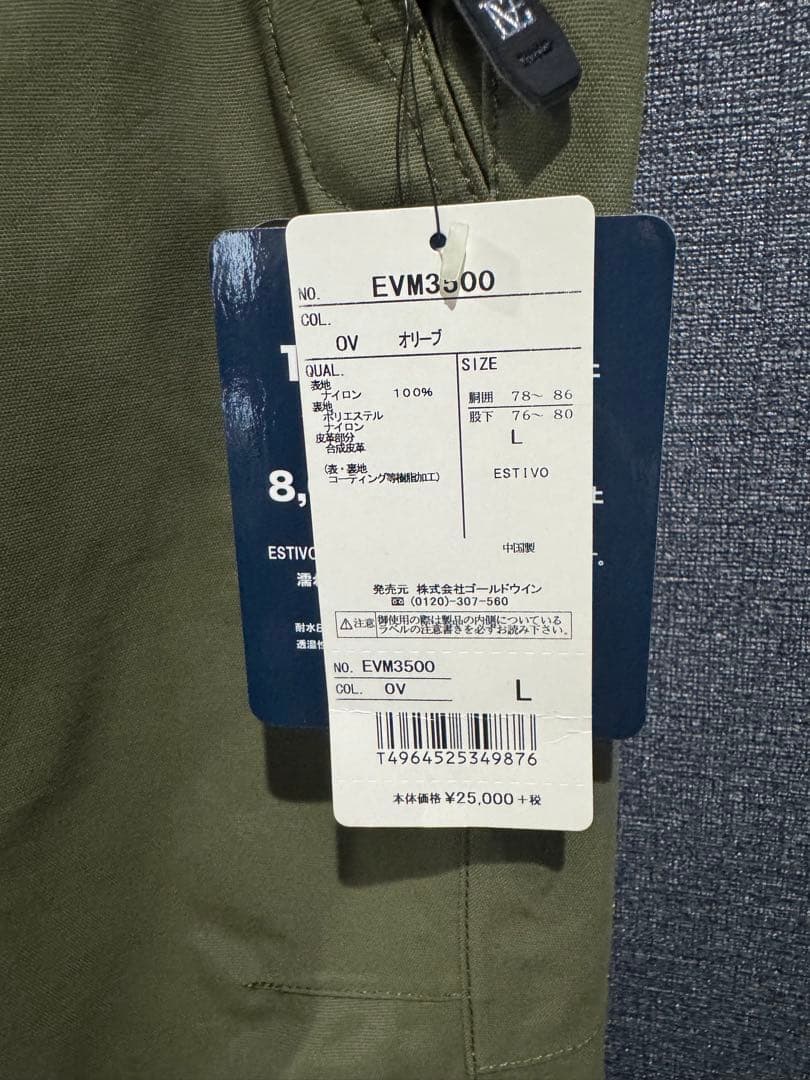 NO. EVM3500
COL.
OV オリーブ
QUAL.
表地
ナイロン 100%
裏地
ポリエステル
ナイロン
皮革部分
合成皮革
(表・裏地
コーティング等樹脂加工)
SIZE
胴囲 78～ 86
股下 76～ 80
L
ESTIVO
中国製
発売元 株式会社ゴールドウイン
(0120)-307-560
注意 御使用の際は製品の内側についている
ラベルの注意書きを必ずお読み下さい。
NO. EVM3500
COL. OV L
T4964525349876
本体価格 ¥25,000+税
8,
ESTIVO
耐水
透湿性